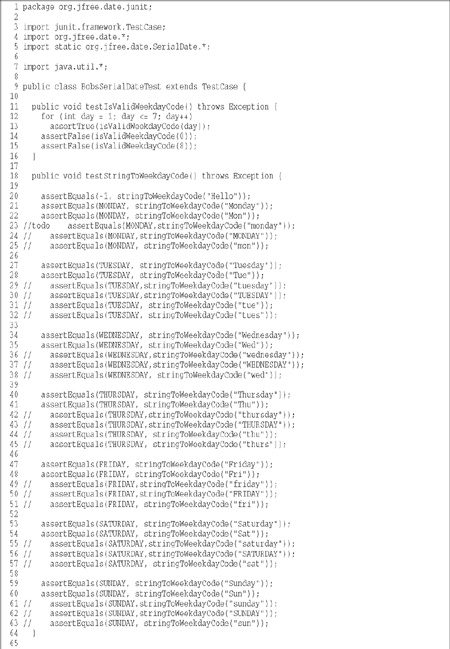 1 package org.jfree.date.junit;
2
3 import junit.framework.TestCase;
4 import org.jfree.date.*;
5 import static org.jfree.date.SerialDate.*;
6
7 import java.util.*;
8
9 public class BobsSerialDateTest extends TestCase {
10
11 public void testIsValidWeekdayCode() throws Exception {
12 for (int day = 1; day <= 7; day++)
13 assertTrue(isValidWeekdayCode(day));
14 assertFalse(isValidWeekdayCode(0));
15 assertFalse(isValidWeekdayCode(8));
16 }
17
18 public void testStringToWeekdayCode() throws Exception {
19
20 assertEquals(-1, stringToWeekdayCode("Hello"));
21 assertEquals(MONDAY, stringToWeekdayCode("Monday"));
22 assertEquals(MONDAY, stringToWeekdayCode("Mon"));
23 //todo assertEquals(MONDAY,stringToWeekdayCode("monday"));
24 // assertEquals(MONDAY,stringToWeekdayCode("MONDAY"));
25 // assertEquals(MONDAY, stringToWeekdayCode("mon"));
26
27 assertEquals(TUESDAY, stringToWeekdayCode("Tuesday"));
28 assertEquals(TUESDAY, stringToWeekdayCode("Tue"));
29 // assertEquals(TUESDAY,stringToWeekdayCode("tuesday"));
30 // assertEquals(TUESDAY,stringToWeekdayCode("TUESDAY"));
31 // assertEquals(TUESDAY, stringToWeekdayCode("tue"));
32 // assertEquals(TUESDAY, stringToWeekdayCode("tues"));
33
34 assertEquals(WEDNESDAY, stringToWeekdayCode("Wednesday"));
35 assertEquals(WEDNESDAY, stringToWeekdayCode("Wed"));
36 // assertEquals(WEDNESDAY,stringToWeekdayCode("wednesday"));
37 // assertEquals(WEDNESDAY,stringToWeekdayCode("WEDNESDAY"));
38 // assertEquals(WEDNESDAY, stringToWeekdayCode("wed"));
39
40 assertEquals(THURSDAY, stringToWeekdayCode("Thursday"));
41 assertEquals(THURSDAY, stringToWeekdayCode("Thu"));
42 // assertEquals(THURSDAY,stringToWeekdayCode("thursday"));
43 // assertEquals(THURSDAY,stringToWeekdayCode("THURSDAY"));
44 // assertEquals(THURSDAY, stringToWeekdayCode("thu"));
45 // assertEquals(THURSDAY, stringToWeekdayCode("thurs"));
46
47 assertEquals(FRIDAY, stringToWeekdayCode("Friday"));
48 assertEquals(FRIDAY, stringToWeekdayCode("Fri"));
49 // assertEquals(FRIDAY,stringToWeekdayCode("friday"));
50 // assertEquals(FRIDAY,stringToWeekdayCode("FRIDAY"));
51 // assertEquals(FRIDAY, stringToWeekdayCode("fri"));
52
53 assertEquals(SATURDAY, stringToWeekdayCode("Saturday"));
54 assertEquals(SATURDAY, stringToWeekdayCode("Sat"));
55 // assertEquals(SATURDAY,stringToWeekdayCode("saturday"));
56 // assertEquals(SATURDAY,stringToWeekdayCode("SATURDAY"));
57 // assertEquals(SATURDAY, stringToWeekdayCode("sat"));
58
59 assertEquals(SUNDAY, stringToWeekdayCode("Sunday"));
60 assertEquals(SUNDAY, stringToWeekdayCode("Sun"));
61 // assertEquals(SUNDAY,stringToWeekdayCode("sunday"));
62 // assertEquals(SUNDAY,stringToWeekdayCode("SUNDAY"));
63 // assertEquals(SUNDAY, stringToWeekdayCode("sun"));
64 }
65